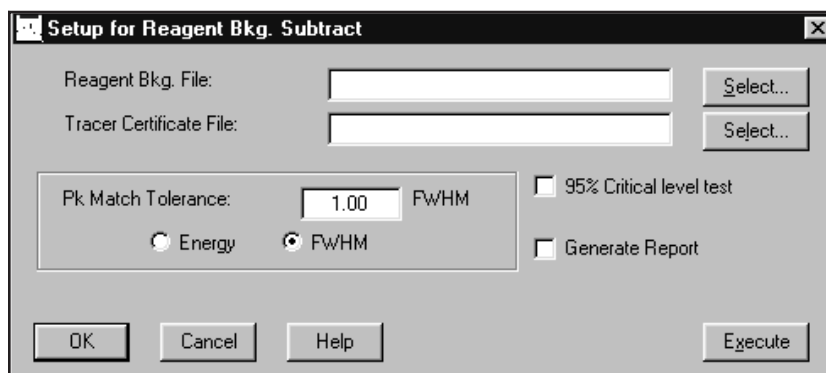 Setup for Reagent Bkg. Subtract
Reagent Bkg. File: Select...
Tracer Certificate File: Select...
Pk Match Tolerance: 1.00 FWHM
95% Critical level test
Energy FWHM
Generate Report
OK Cancel Help Execute